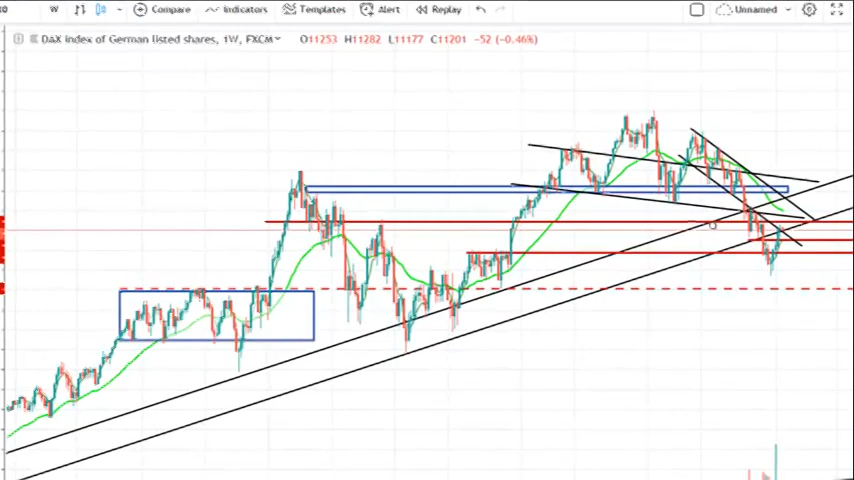 W Compare Indicators Templates Alert Replay Unnamed
DAX Index of German listed shares, 1W, FXCM O11253 H11282 L11177 C11201 -52 (-0.46%)